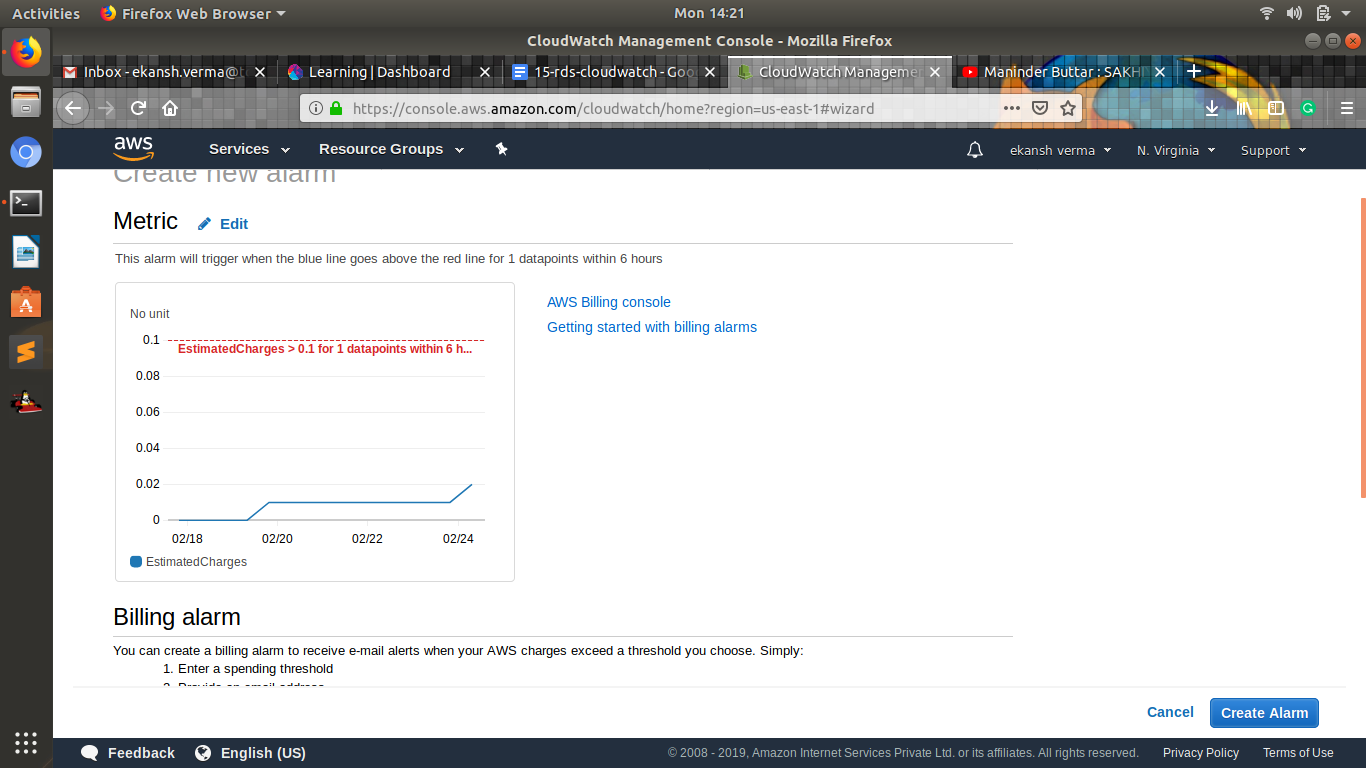 Activities Firefox Web Browser Mon 14:21
CloudWatch Management Console - Mozilla Firefox
Inbox - ekansh.verma@t Learning | Dashboard 15-rds-cloudwatch - Goo CloudWatch Manageme Maninder Buttar : SAKHI
https://console.aws.amazon.com/cloudwatch/home?region=us-east-1#wizard
aws Services Resource Groups ekansh verma N. Virginia Support
Create new alarm
Metric Edit
This alarm will trigger when the blue line goes above the red line for 1 datapoints within 6 hours
No unit
0.1
EstimatedCharges > 0.1 for 1 datapoints within 6 h...
0.08
0.06
0.04
0.02
0
02/18 02/20 02/22 02/24
EstimatedCharges
AWS Billing console
Getting started with billing alarms
Billing alarm
You can create a billing alarm to receive e-mail alerts when your AWS charges exceed a threshold you choose. Simply:
1. Enter a spending threshold
2. Provide an email address
Cancel Create Alarm
Feedback English (US) © 2008 - 2019, Amazon Internet Services Private Ltd. or its affiliates. All rights reserved. Privacy Policy Terms of Use